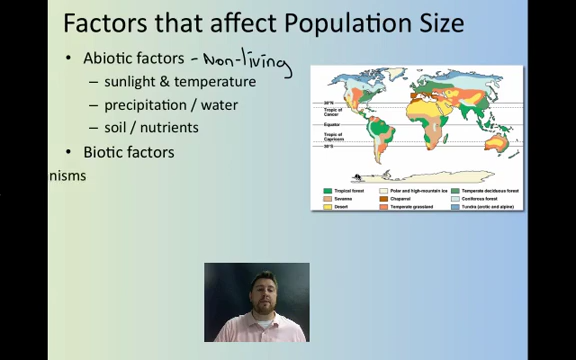 Factors that affect Population Size
• Abiotic factors - Non-living
– sunlight & temperature
– precipitation / water
– soil / nutrients
• Biotic factors
nisms
30°N
Tropic of
Cancer
Equator
Tropic of
Capricorn
30°S
Tropical forest
Savanna
Desert
Polar and high-mountain ice
Chaparral
Temperate grassland
Temperate deciduous forest
Coniferous forest
Tundra (arctic and alpine)